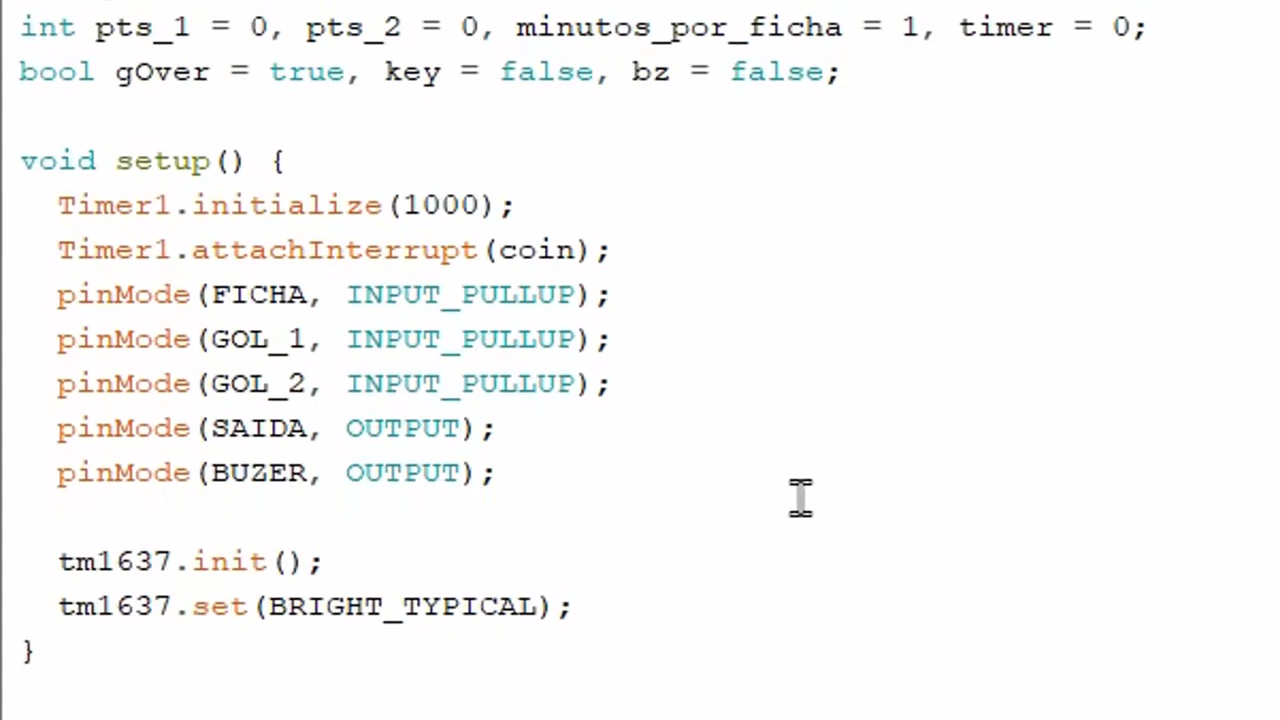 int pts_1 = 0, pts_2 = 0, minutos_por_ficha = 1, timer = 0;
bool gOver = true, key = false, bz = false;
void setup() {
Timer1.initialize(1000);
Timer1.attachInterrupt(coin);
pinMode(FICHA, INPUT_PULLUP);
pinMode(GOL_1, INPUT_PULLUP);
pinMode(GOL_2, INPUT_PULLUP);
pinMode(SAIDA, OUTPUT);
pinMode(BUZER, OUTPUT);
tm1637.init();
tm1637.set(BRIGHT_TYPICAL);
}